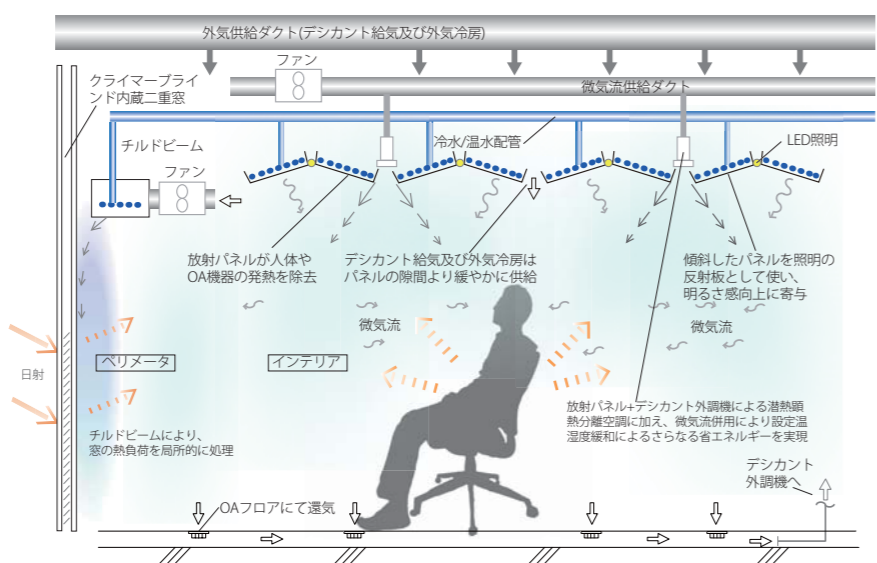 外気供給ダクト(デシカント給気及び外気冷房)
ファン
クライマーブライ
ンド内蔵二重窓
微気流供給ダクト
チルドビーム
冷水/温水配管
LED照明
ファン
放射パネルが人体や
OA機器の発熱を除去
デシカント給気及び外気冷房は
パネルの隙間より緩やかに供給
傾斜したパネルを照明の
反射板として使い、
明るさ感向上に寄与
微気流
微気流
日射
ペリメータ
インテリア
放射パネル+デシカント外調機による潜熱顕
熱分離空調に加え、微気流併用により設定温
湿度緩和によるさらなる省エネルギーを実現
チルドビームにより、
窓の熱負荷を局所的に処理
デシカント
外調機へ
OAフロアにて還気